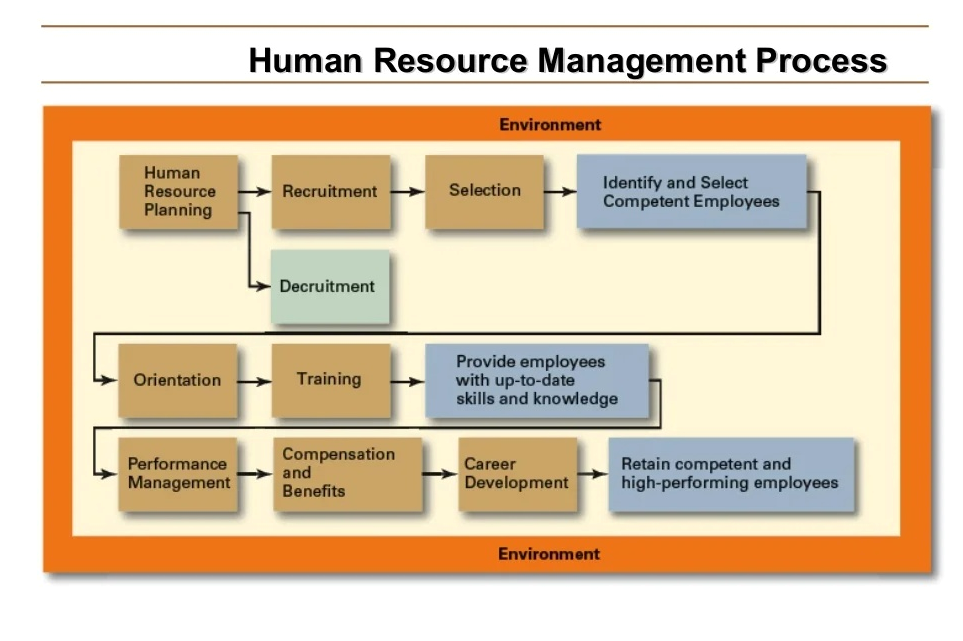 Human Resource Management Process
Environment
Human
Resource
Planning
Recruitment
Selection
Identify and Select
Competent Employees
Decruitment
Orientation
Training
Provide employees
with up-to-date
skills and knowledge
Performance
Management
Compensation
and
Benefits
Career
Development
Retain competent and
high-performing employees
Environment